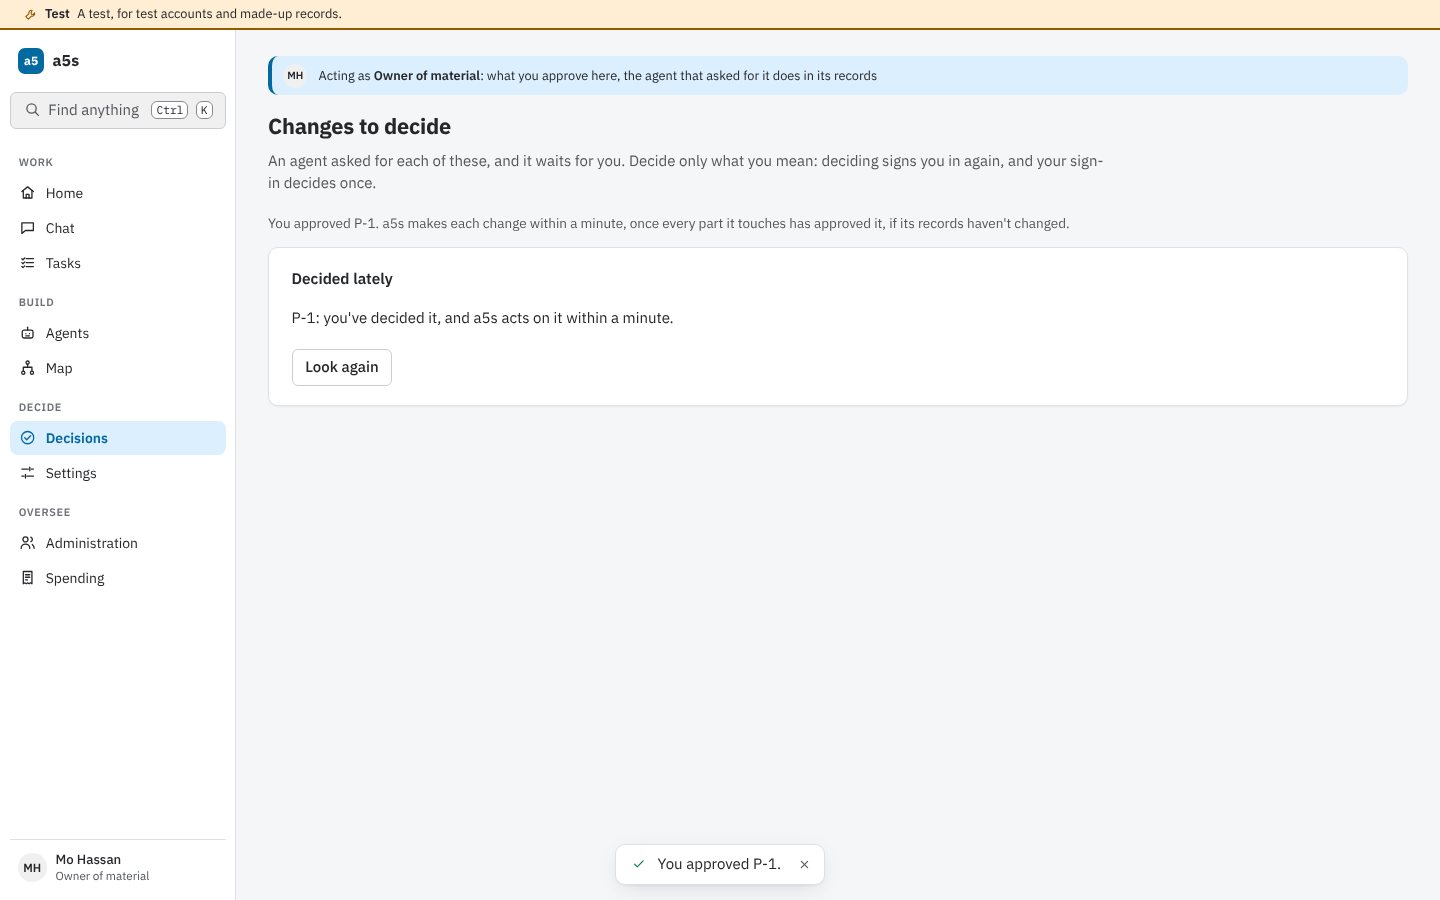 Test A test, for test accounts and made-up records.
a5 a5s
Find anything Ctrl K
WORK
Home
Chat
Tasks
BUILD
Agents
Map
DECIDE
Decisions
Settings
OVERSEE
Administration
Spending
MH Mo Hassan
Owner of material
MH Acting as Owner of material: what you approve here, the agent that asked for it does in its records
Changes to decide
An agent asked for each of these, and it waits for you. Decide only what you mean: deciding signs you in again, and your sign-
in decides once.
You approved P-1. a5s makes each change within a minute, once every part it touches has approved it, if its records haven't changed.
Decided lately
P-1: you've decided it, and a5s acts on it within a minute.
Look again
You approved P-1.